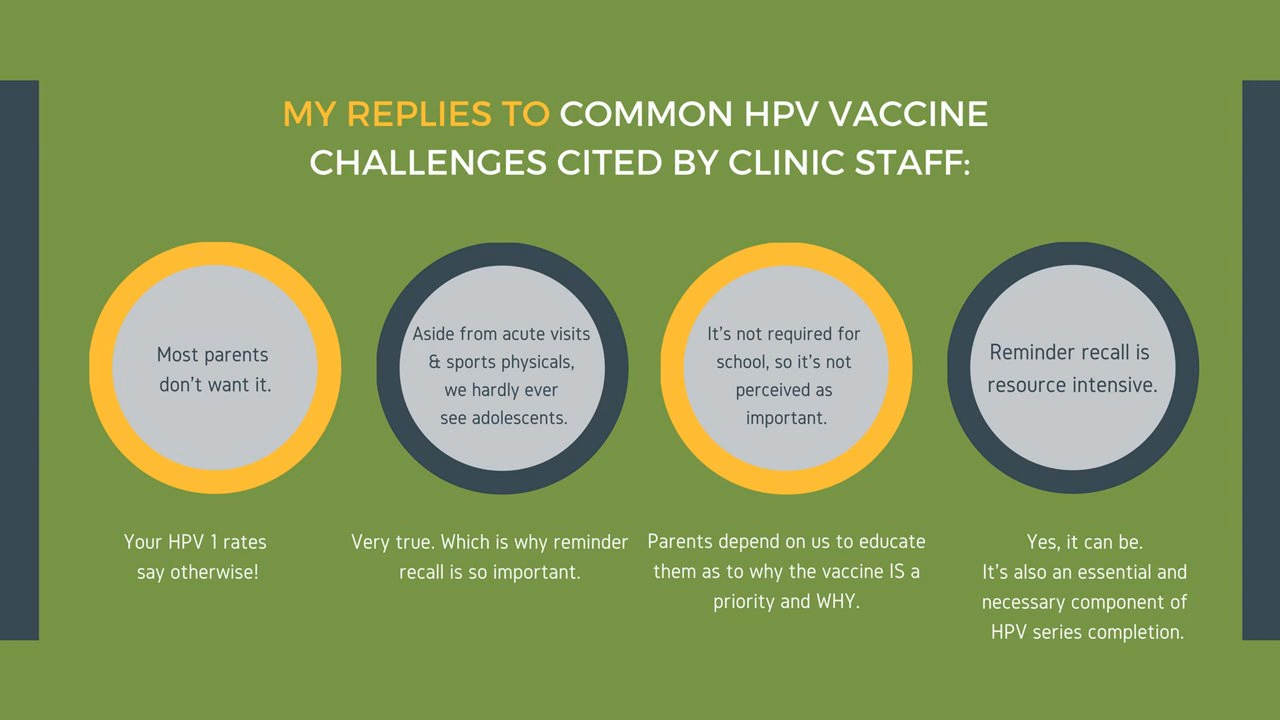 MY REPLIES TO COMMON HPV VACCINE
CHALLENGES CITED BY CLINIC STAFF:
Most parents
don't want it.
Your HPV 1 rates
say otherwise!
Aside from acute visits
& sports physicals,
we hardly ever
see adolescents.
Very true. Which is why reminder
recall is so important.
It's not required for
school, so it's not
perceived as
important.
Parents depend on us to educate
them as to why the vaccine IS a
priority and WHY.
Reminder recall is
resource intensive.
Yes, it can be.
It's also an essential and
necessary component of
HPV series completion.